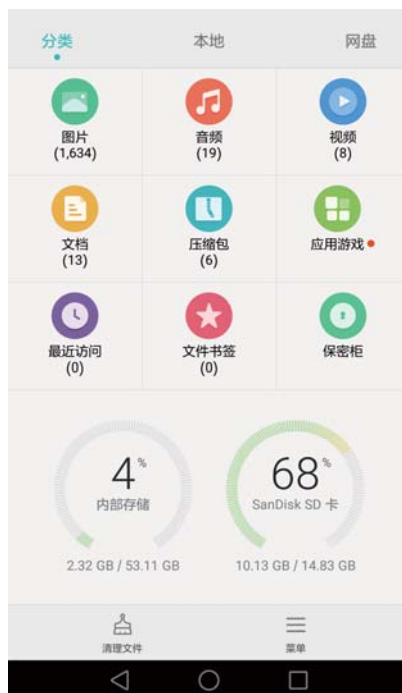 分类 本地 网盘
图片 音频 视频
(1,634) (19) (8)
文档 压缩包 应用游戏
(13) (6)
最近访问 文件书签 保密柜
(0) (0)
4% 68%
内部存储 SanDisk SD 卡
2.32 GB / 53.11 GB 10.13 GB / 14.83 GB
清理文件 菜单